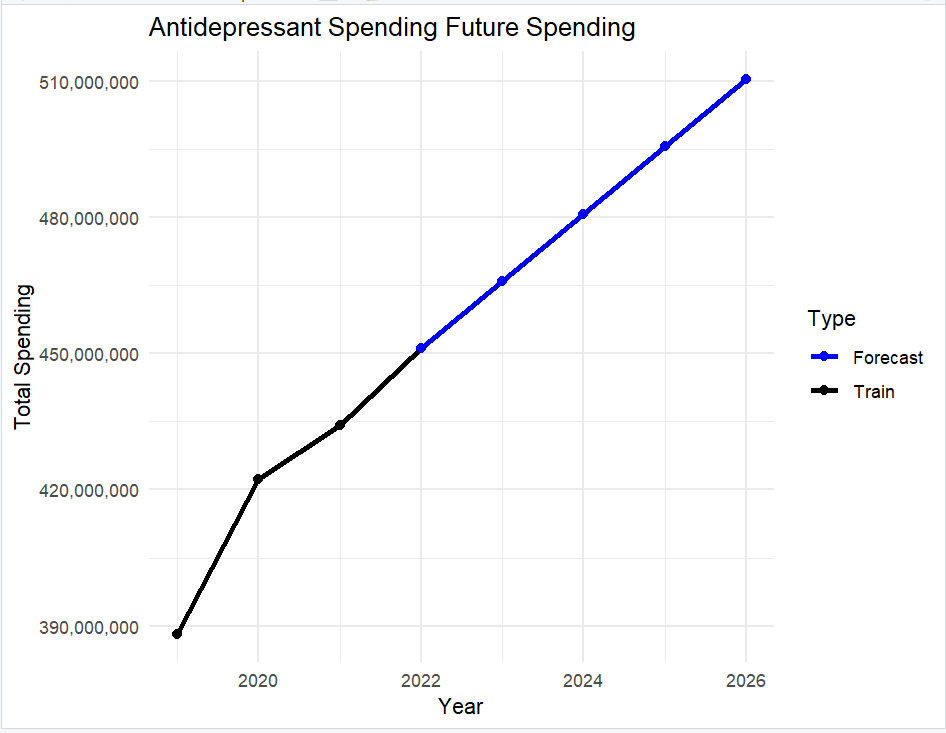 Antidepressant Spending Future Spending
510,000,000
480,000,000
450,000,000
420,000,000
390,000,000
Total Spending
2020 2022 2024 2026
Year
Type
Forecast
Train